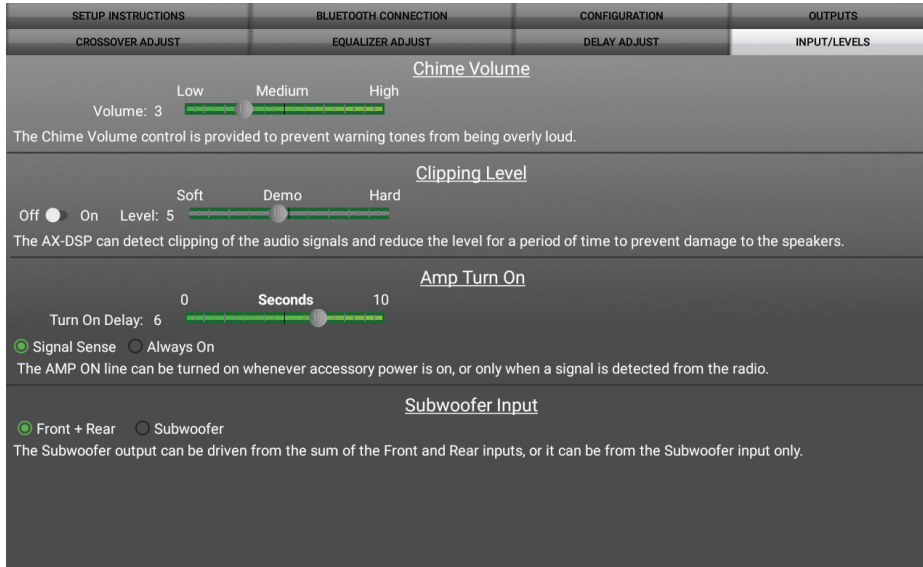 SETUP INSTRUCTIONS BLUETOOTH CONNECTION CONFIGURATION OUTPUTS
CROSSOVER ADJUST EQUALIZER ADJUST DELAY ADJUST INPUT/LEVELS
Chime Volume
Low Medium High
Volume: 3
The Chime Volume control is provided to prevent warning tones from being overly loud.
Clipping Level
Soft Demo Hard
Off On Level: 5
The AX-DSP can detect clipping of the audio signals and reduce the level for a period of time to prevent damage to the speakers.
Amp Turn On
0 Seconds 10
Turn On Delay: 6
Signal Sense Always On
The AMP ON line can be turned on whenever accessory power is on, or only when a signal is detected from the radio.
Subwoofer Input
Front + Rear Subwoofer
The Subwoofer output can be driven from the sum of the Front and Rear inputs, or it can be from the Subwoofer input only.